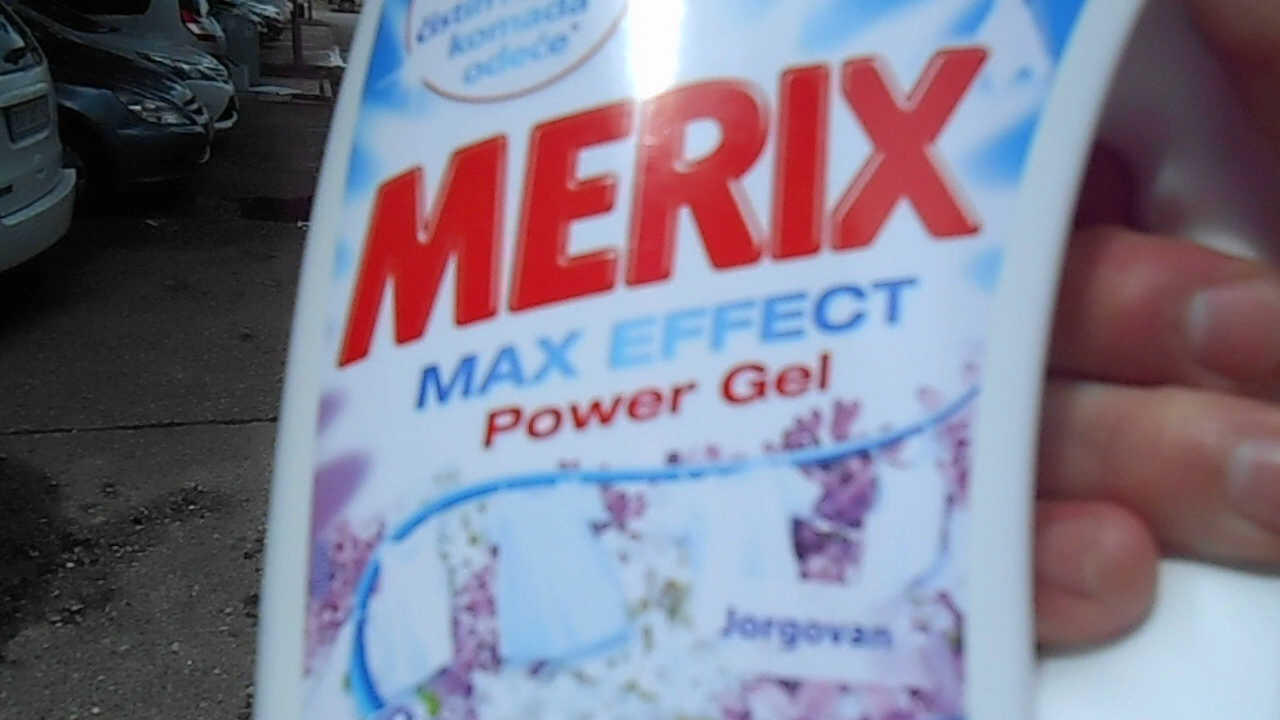 komada
odeće*
MERIX
MAX EFFECT
Power Gel
Jorgovan